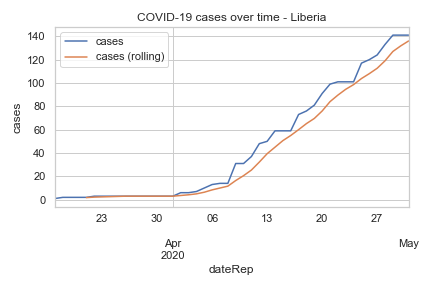 COVID-19 cases over time - Liberia
cases
cases (rolling)
cases
140
120
100
80
60
40
20
0
23 30 06 13 20 27
Apr May
2020
dateRep